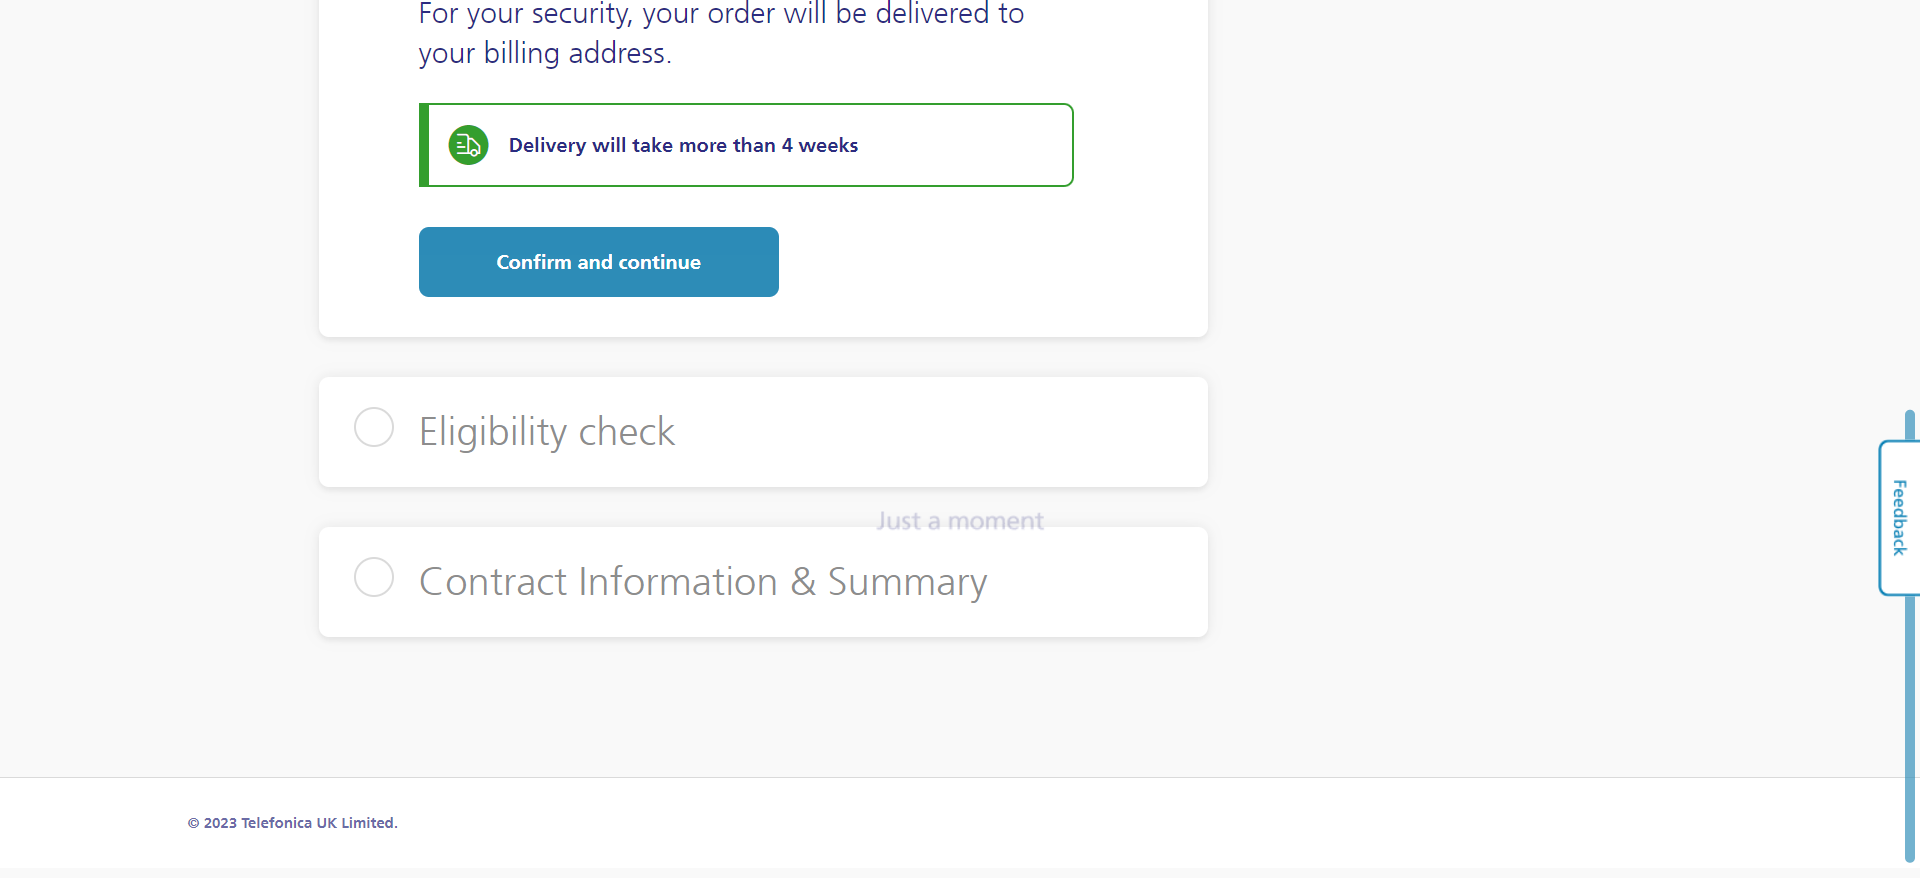 For your security, your order will be delivered to
your billing address.
Delivery will take more than 4 weeks
Confirm and continue
Eligibility check
Just a moment
Contract Information & Summary
Feedback
© 2023 Telefonica UK Limited.